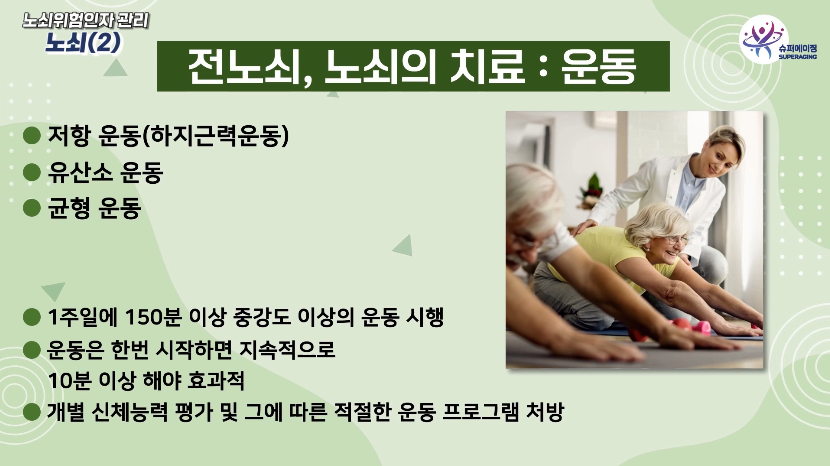 노쇠위험인자 관리
노쇠(2)
슈퍼에이징
SUPERAGING
전노쇠, 노쇠의 치료 : 운동
저항 운동(하지근력운동)
유산소 운동
균형 운동
1주일에 150분 이상 중강도 이상의 운동 시행
운동은 한번 시작하면 지속적으로
10분 이상 해야 효과적
개별 신체능력 평가 및 그에 따른 적절한 운동 프로그램 처방